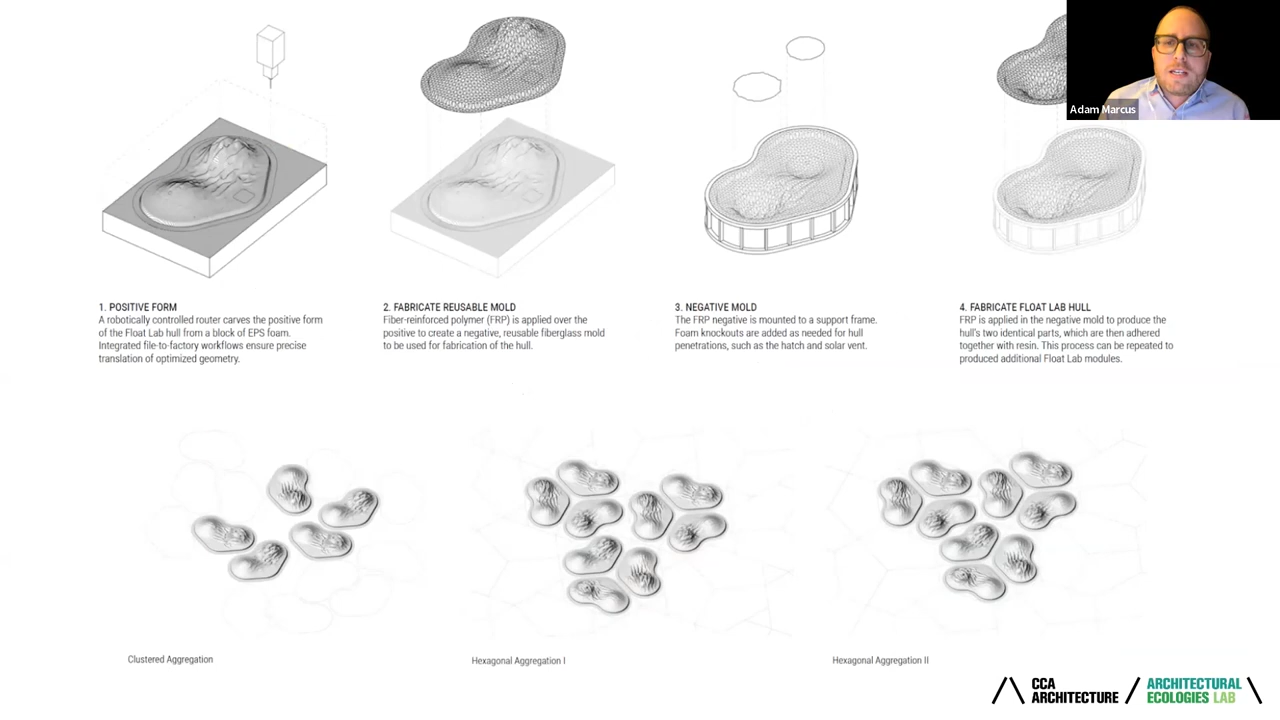 Adam Marcus
1. POSITIVE FORM
A robotically controlled router carves the positive form
of the Float Lab hull from a block of EPS foam.
Integrated file-to-factory workflows ensure precise
translation of optimized geometry.
2. FABRICATE REUSABLE MOLD
Fiber-reinforced polymer (FRP) is applied over the
positive to create a negative, reusable fiberglass mold
to be used for fabrication of the hull.
3. NEGATIVE MOLD
The FRP negative is mounted to a support frame.
Foam knockouts are added as needed for hull
penetrations, such as the hatch and solar vent.
4. FABRICATE FLOAT LAB HULL
FRP is applied in the negative mold to produce the
hull's two identical parts, which are then adhered
together with resin. This process can be repeated to
produced additional Float Lab modules.
Clustered Aggregation
Hexagonal Aggregation I
Hexagonal Aggregation II
CCA
ARCHITECTURE
ARCHITECTURAL
ECOLOGIES LAB